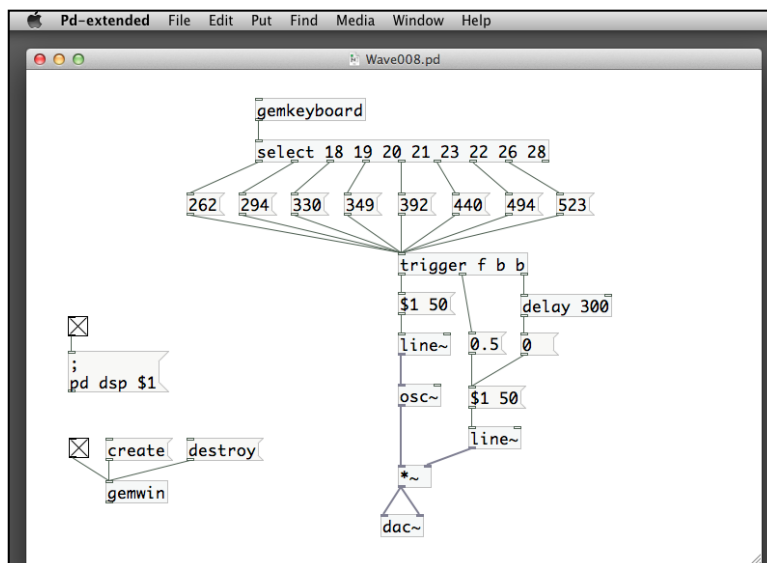 Pd-extended File Edit Put Find Media Window Help
Wave008.pd
gemkeyboard
select 18 19 20 21 23 22 26 28
262 294 330 349 392 440 494 523
trigger f b b
$1 50
delay 300
line~
0.5
0
;
pd dsp $1
osc~
$1 50
line~
create
destroy
gemwin
*~
dac~